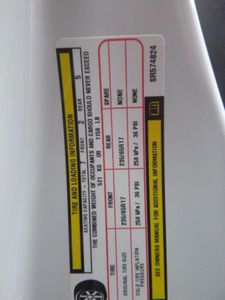 TIRE AND LOADING INFORMATION
SEATING CAPACITY - TOTAL 7 FRONT 2 REAR 5
THE COMBINED WEIGHT OF OCCUPANTS AND CARGO SHOULD NEVER EXCEED
521 KG OR 1150 LB
TIRE FRONT REAR SPARE
ORIGINAL TIRE SIZE 235/65R17 235/65R17 NONE
COLD TIRE INFLATION PRESSURE 250 kPa / 36 PSI 250 kPa / 36 PSI NONE
SEE OWNERS MANUAL FOR ADDITIONAL INFORMATION
SR574824